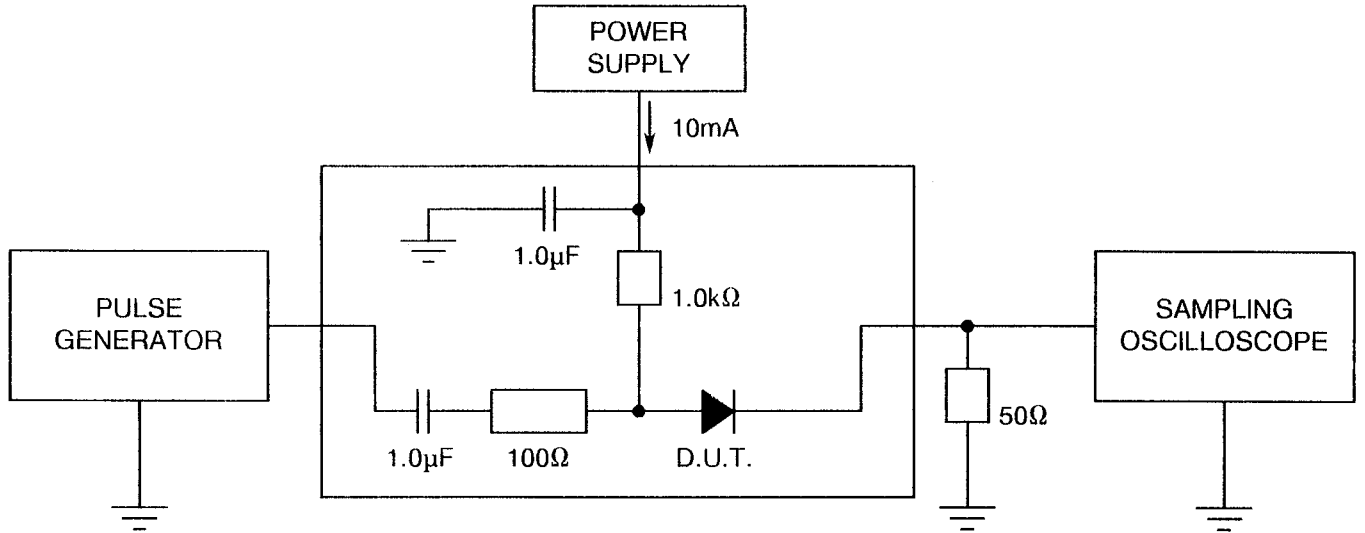 POWER
SUPPLY
10mA
1.0µF
1.0kΩ
PULSE
GENERATOR
SAMPLING
OSCILLOSCOPE
50Ω
1.0µF
100Ω
D.U.T.